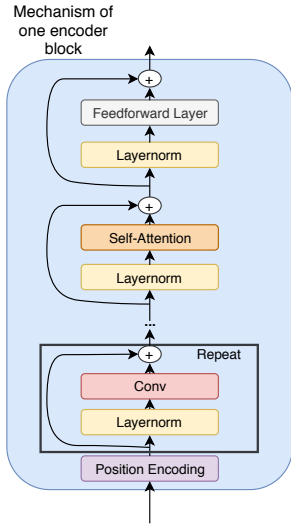 Mechanism of
one encoder
block
+
Feedforward Layer
Layernorm
+
Self-Attention
Layernorm
...
+
Repeat
Conv
Layernorm
Position Encoding